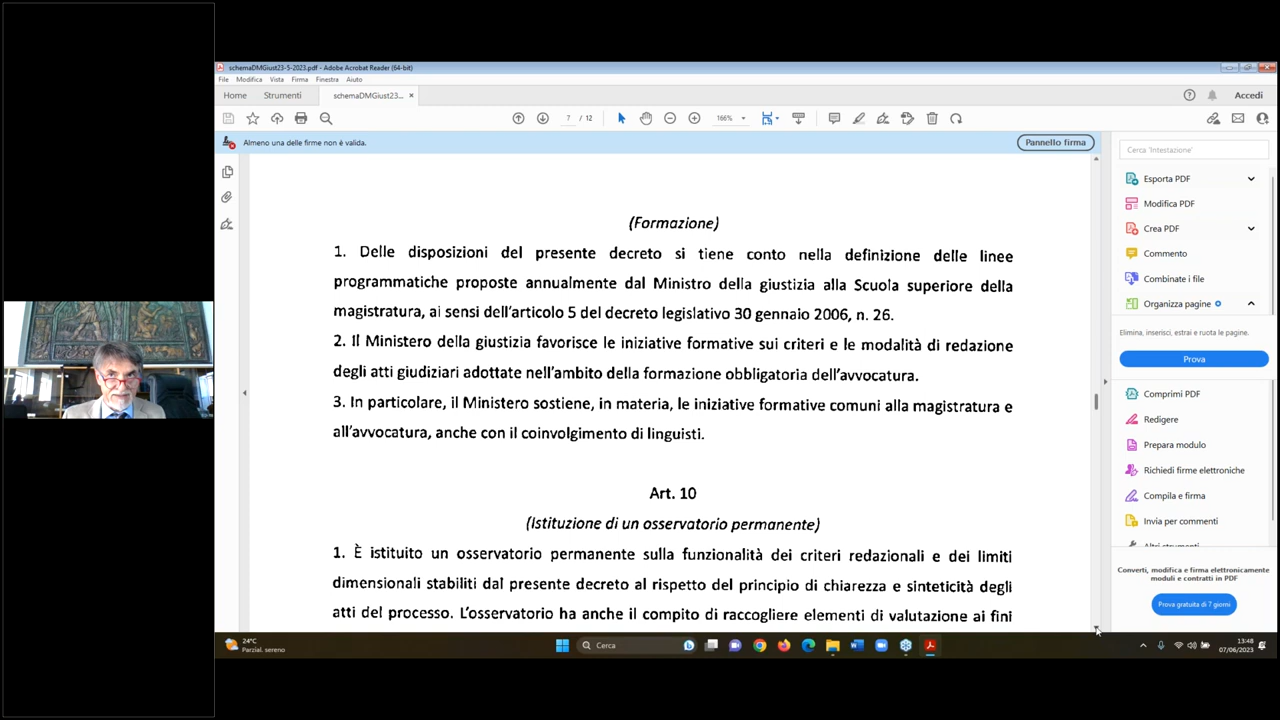 schemaDMGiust23-5-2023.pdf - Adobe Acrobat Reader (64-bit)
File Modifica Vista Firma Finestra Aiuto
Home Strumenti schemaDMGiust23... × Accedi
7 / 12 166%
Almeno una delle firme non é valida. Pannello firma
(Formazione)
1. Delle disposizioni del presente decreto si tiene conto nella definizione delle linee
programmatiche proposte annualmente dal Ministro della giustizia alla Scuola superiore della
magistratura, ai sensi dell'articolo 5 del decreto legislativo 30 gennaio 2006, n. 26.
2. Il Ministero della giustizia favorisce le iniziative formative sui criteri e le modalità di redazione
degli atti giudiziari adottate nell'ambito della formazione obbligatoria dell'avvocatura.
3. In particolare, il Ministero sostiene, in materia, le iniziative formative comuni alla magistratura e
all'avvocatura, anche con il coinvolgimento di linguisti.
Art. 10
(Istituzione di un osservatorio permanente)
1. È istituito un osservatorio permanente sulla funzionalità dei criteri redazionali e dei limiti
dimensionali stabiliti dal presente decreto al rispetto del principio di chiarezza e sinteticità degli
atti del processo. L'osservatorio ha anche il compito di raccogliere elementi di valutazione ai fini
Cerca 'Intestazione'
Esporta PDF
Modifica PDF
Crea PDF
Commento
Combinate i file
Organizza pagine
Elimina, inserisci, estrai e ruota le pagine.
Prova
Comprimi PDF
Redigere
Prepara modulo
Richiedi firme elettroniche
Compila e firma
Invia per commenti
Altri strumenti
Converti, modifica e firma elettronicamente
moduli e contratti in PDF
Prova gratuita di 7 giorni
24°C
Parzial. sereno
Cerca
13:48
07/06/2023